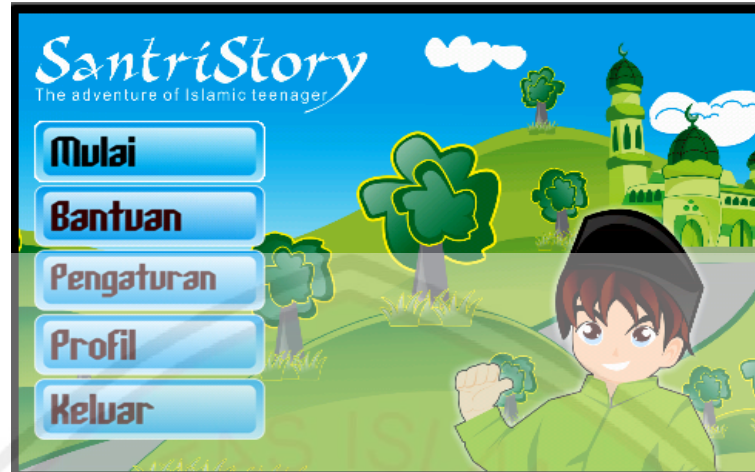 SantriStory
The adventure of Islamic teenager
Mulai
Bantuan
Pengaturan
Profil
Keluar